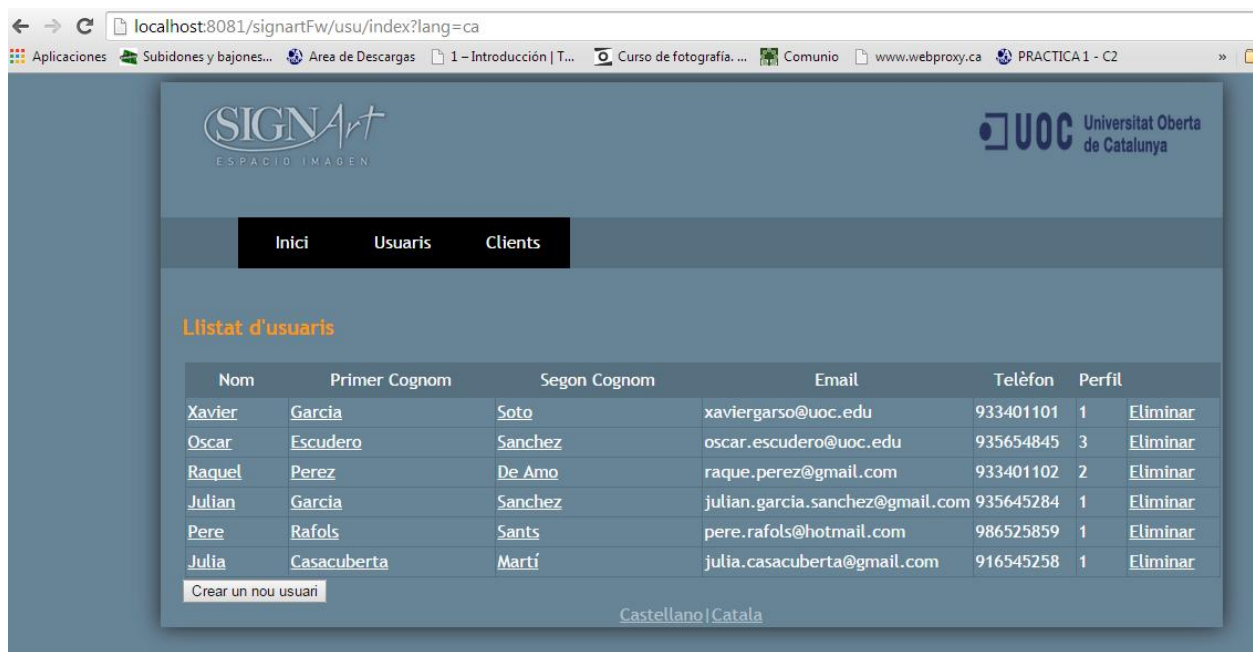 localhost:8081/signartFw/usu/index?lang=ca
Aplicaciones Subidones y bajones... Area de Descargas 1 – Introducción | T... Curso de fotografía. ... Comunio www.webproxy.ca PRACTICA 1 - C2 »
SIGNArt
ESPACIO IMAGEN
UOC Universitat Oberta
de Catalunya
Inici Usuaris Clients
Llistat d'usuaris
Nom Primer Cognom Segon Cognom Email Telèfon Perfil
Xavier Garcia Soto xaviergarso@uoc.edu 933401101 1 Eliminar
Oscar Escudero Sanchez oscar.escudero@uoc.edu 935654845 3 Eliminar
Raquel Perez De Amo raque.perez@gmail.com 933401102 2 Eliminar
Julian Garcia Sanchez julian.garcia.sanchez@gmail.com 935645284 1 Eliminar
Pere Rafols Sants pere.rafols@hotmail.com 986525859 1 Eliminar
Julia Casacuberta Martí julia.casacuberta@gmail.com 916545258 1 Eliminar
Crear un nou usuari
Castellano|Catala